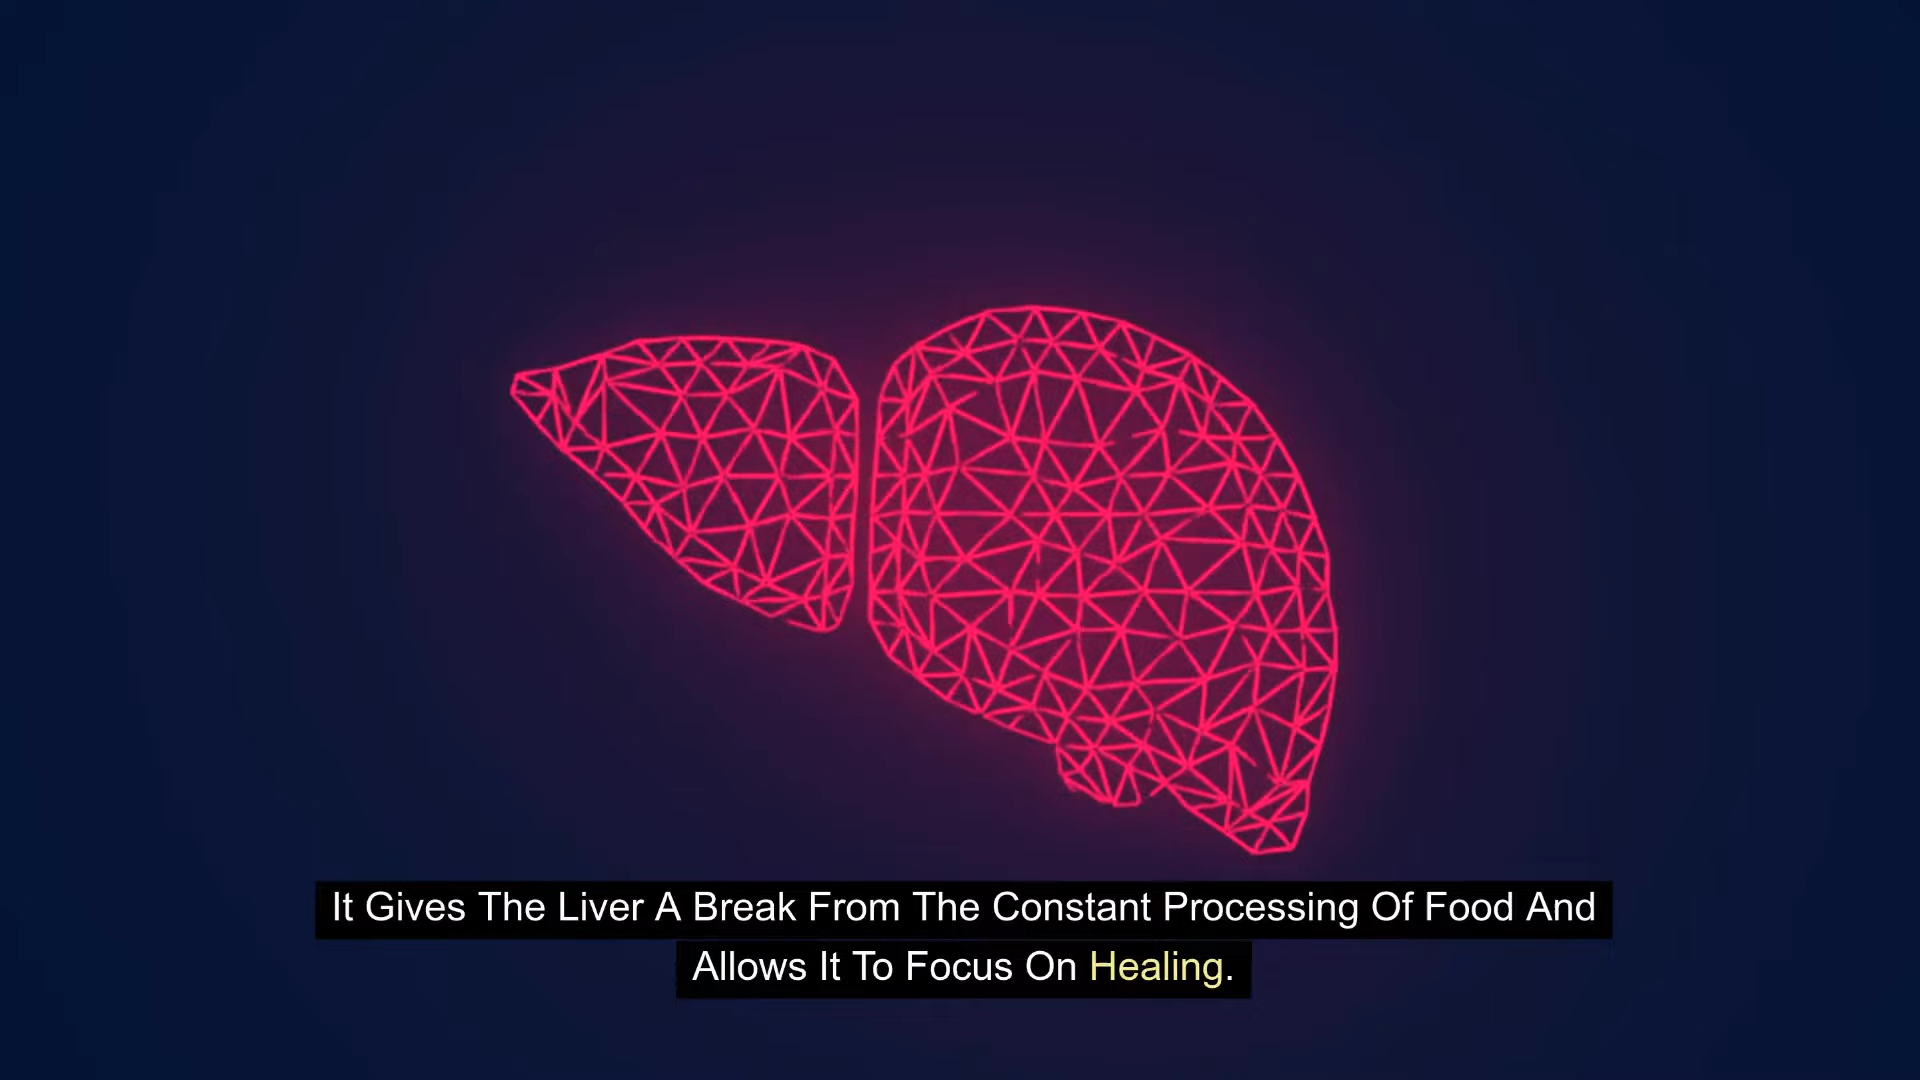 It Gives The Liver A Break From The Constant Processing Of Food And
Allows It To Focus On Healing.